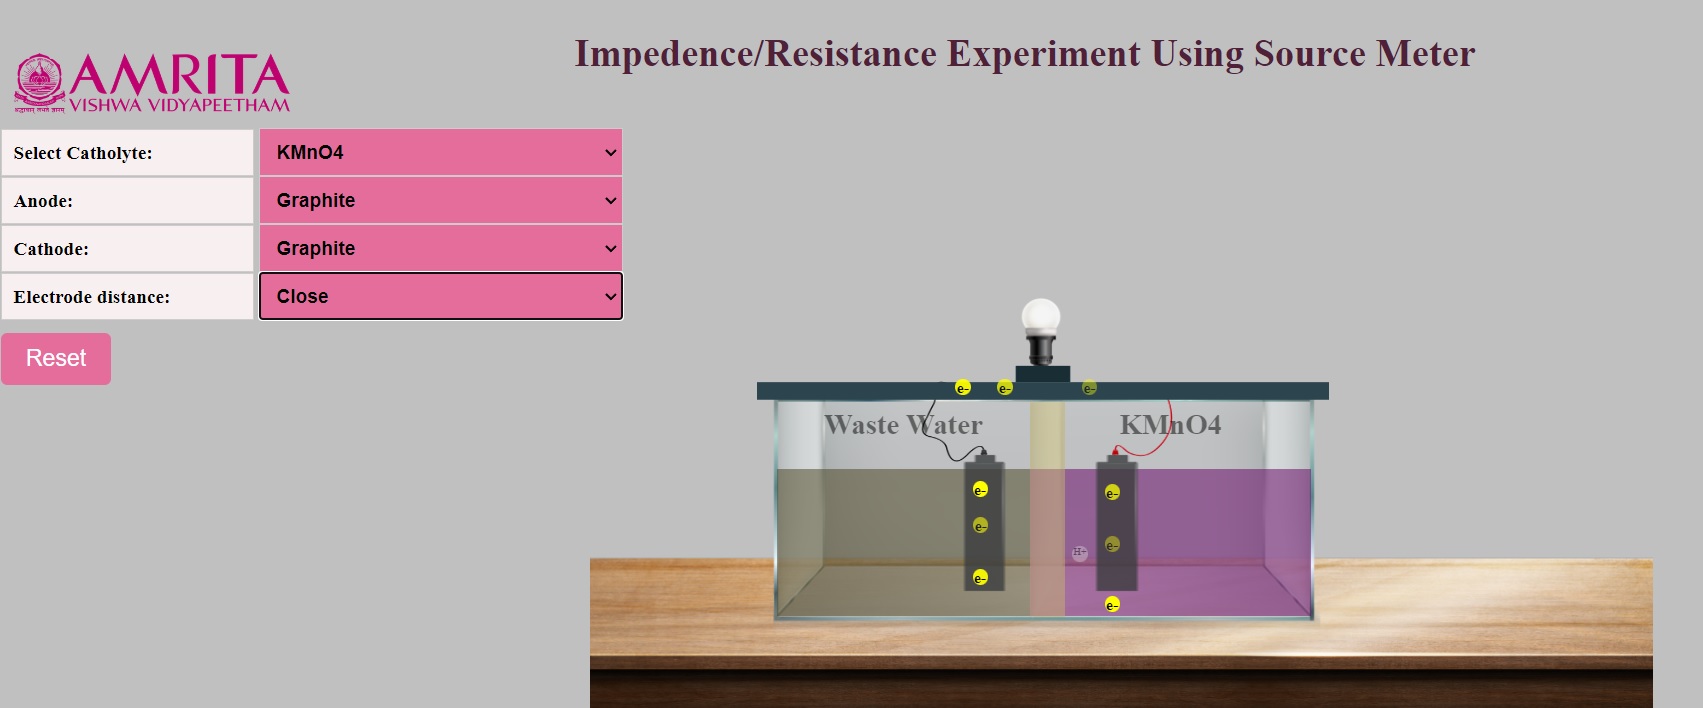 Impedence/Resistance Experiment Using Source Meter
AMRITA
VISHWA VIDYAPEETHAM
Select Catholyte: KMnO4
Anode: Graphite
Cathode: Graphite
Electrode distance: Close
Reset
e- e- e-
Waste Water KMnO4
e- e-
e- e-
H+
e- e-